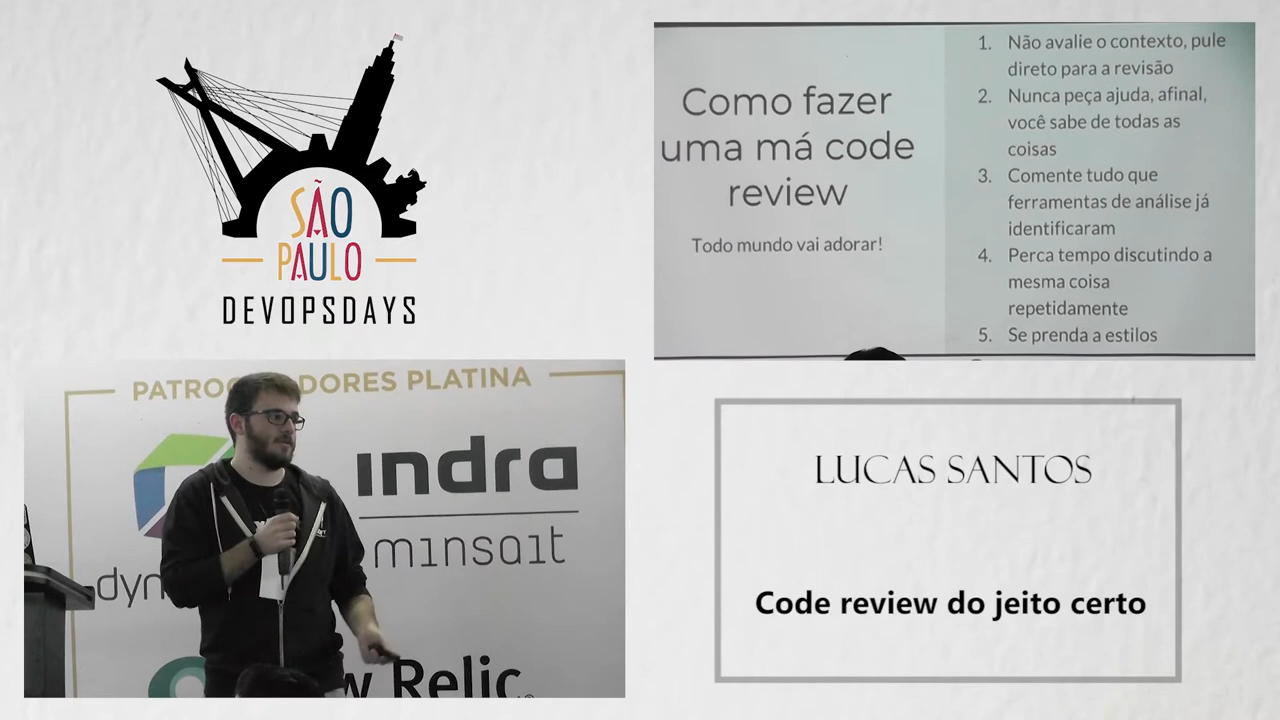 SÃO
PAULO
DEVOPSDAYS
Como fazer
uma má code
review
Todo mundo vai adorar!
1. Não avalie o contexto, pule
direto para a revisão
2. Nunca peça ajuda, afinal,
você sabe de todas as
coisas
3. Comente tudo que
ferramentas de análise já
identificaram
4. Perca tempo discutindo a
mesma coisa
repetidamente
5. Se prenda a estilos
PLATINA
indra
minsait
Relic
LUCAS SANTOS
Code review do jeito certo